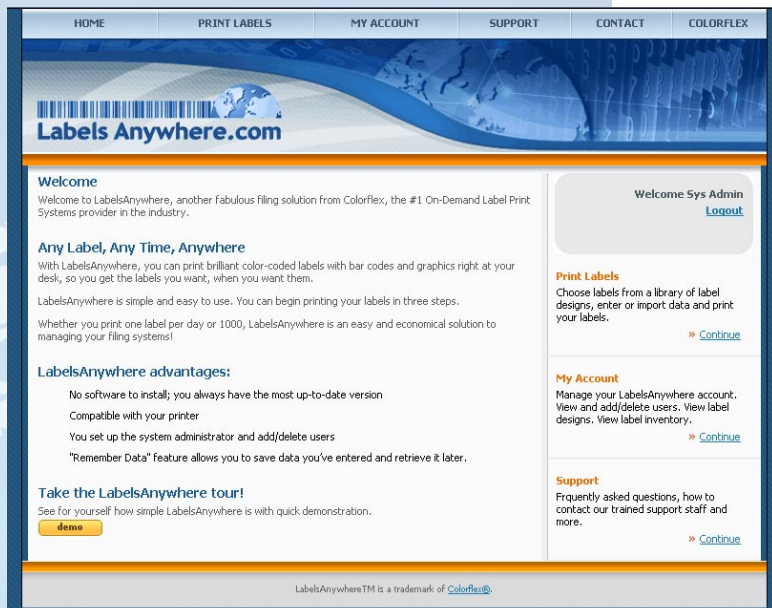 HOME PRINT LABELS MY ACCOUNT SUPPORT CONTACT COLORFLEX
Labels Anywhere.com
Welcome
Welcome to LabelsAnywhere, another fabulous filing solution from Colorflex, the #1 On-Demand Label Print
Systems provider in the industry.
Any Label, Any Time, Anywhere
With LabelsAnywhere, you can print brilliant color-coded labels with bar codes and graphics right at your
desk, so you get the labels you want, when you want them.
LabelsAnywhere is simple and easy to use. You can begin printing your labels in three steps.
Whether you print one label per day or 1000, LabelsAnywhere is an easy and economical solution to
managing your filing systems!
LabelsAnywhere advantages:
No software to install; you always have the most up-to-date version
Compatible with your printer
You set up the system administrator and add/delete users
"Remember Data" feature allows you to save data you've entered and retrieve it later.
Take the LabelsAnywhere tour!
See for yourself how simple LabelsAnywhere is with quick demonstration.
demo
Welcome Sys Admin
Logout
Print Labels
Choose labels from a library of label
designs, enter or import
data and print
your labels.
» Continue
My Account
Manage your LabelsAnywhere account.
View and add/delete users. View label
designs. View label inventory.
» Continue
Support
Frquently asked questions, how to
contact our trained support staff and
more.
» Continue
LabelsAnywhereTM is a trademark of Colorflex®.